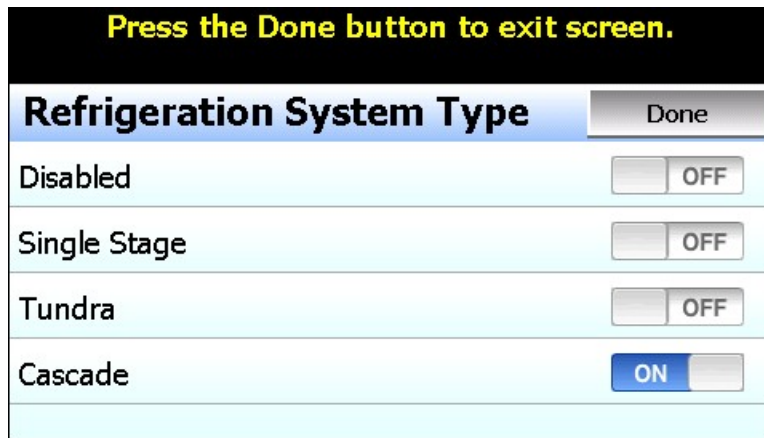 Press the Done button to exit screen.
Refrigeration System Type Done
Disabled OFF
Single Stage OFF
Tundra OFF
Cascade ON